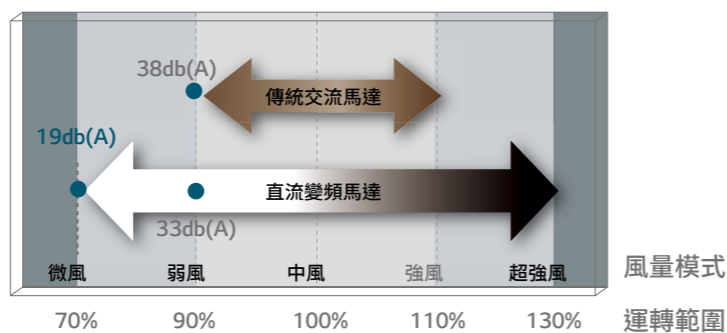 38db(A)
傳統交流馬達
19db(A)
直流變頻馬達
33db(A)
微風 弱風 中風 強風 超強風 風量模式
70% 90% 100% 110% 130% 運轉範圍